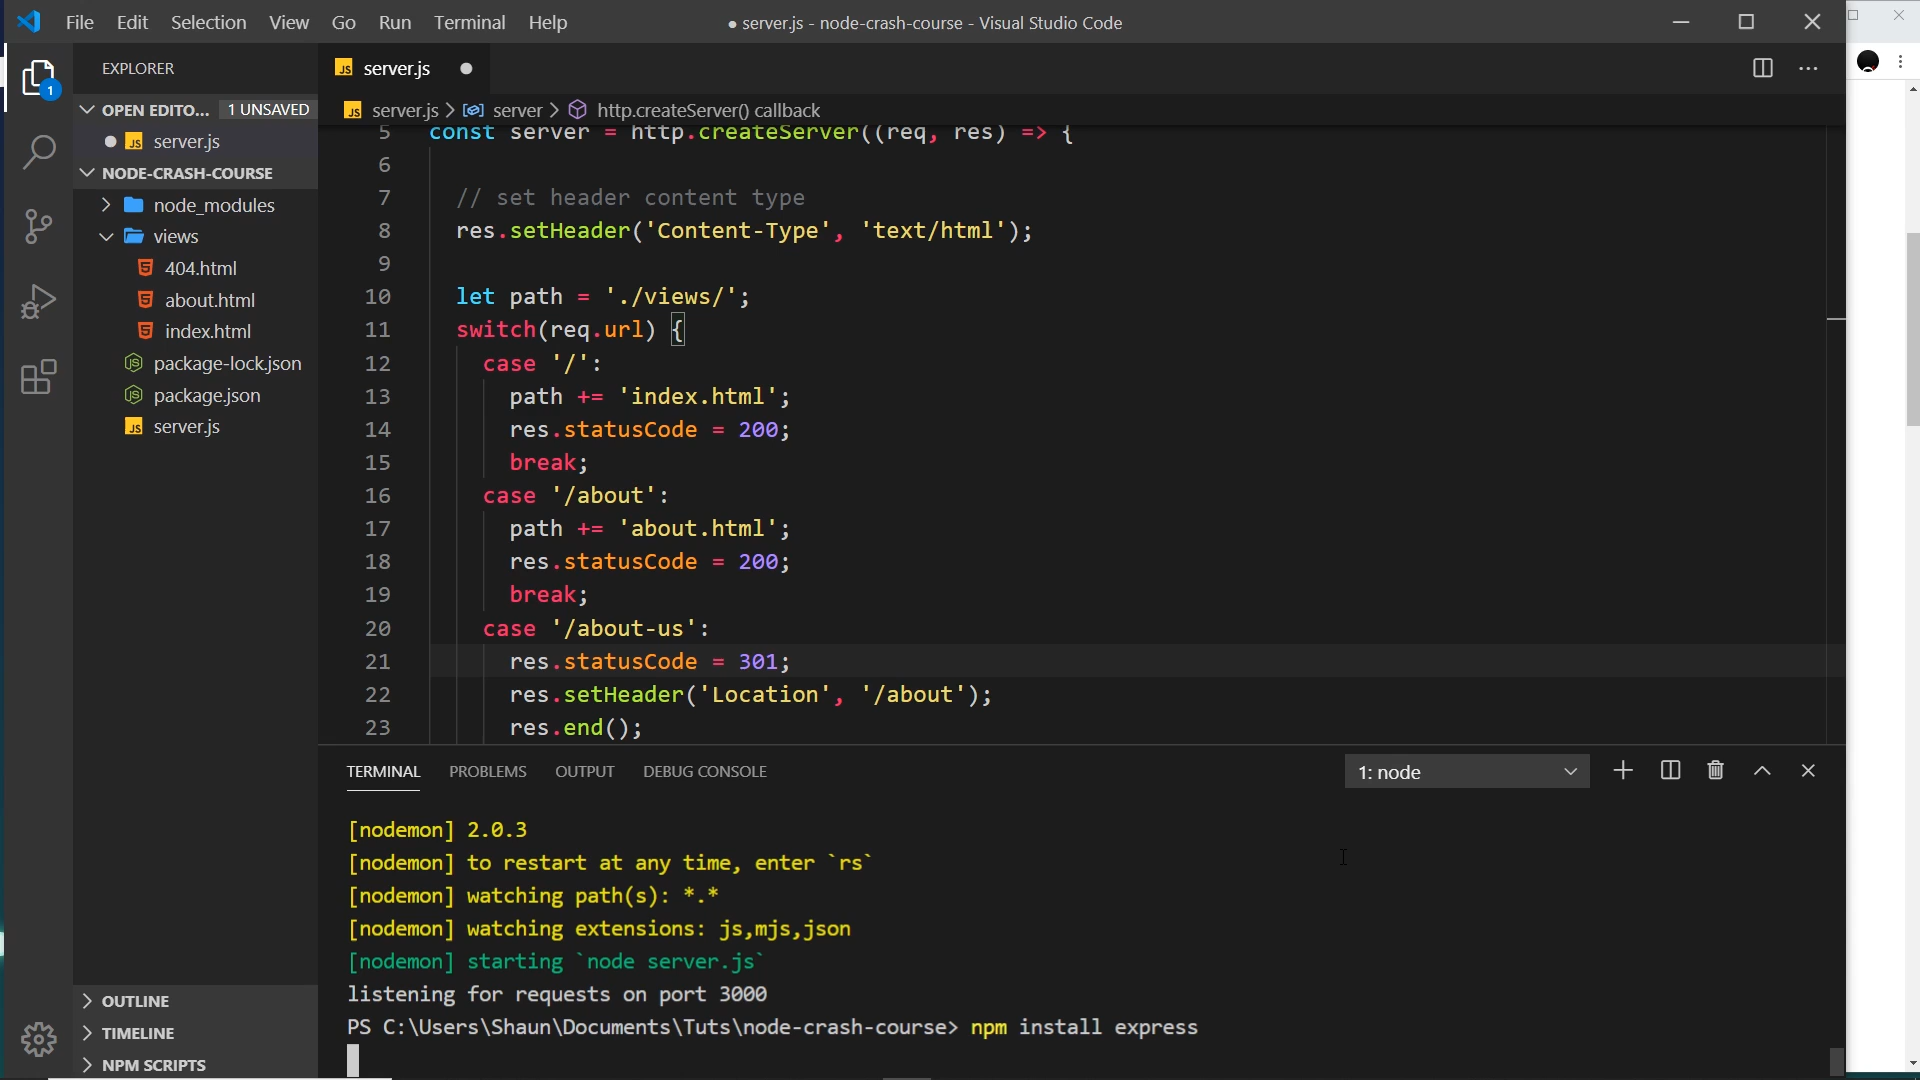 File Edit Selection View Go Run Terminal Help
● server.js - node-crash-course - Visual Studio Code
EXPLORER
OPEN EDITO... 1 UNSAVED
server.js
NODE-CRASH-COURSE
node_modules
views
404.html
about.html
index.html
package-lock.json
package.json
server.js
OUTLINE
TIMELINE
NPM SCRIPTS
1
JS server.js
JS server.js > server > http.createServer() callback
5 const server = http.createServer((req, res) => {
6
7 // set header content type
8 res.setHeader('Content-Type', 'text/html');
9
10 let path = './views/';
11 switch(req.url) {
12 case '/':
13 path += 'index.html';
14 res.statusCode = 200;
15 break;
16 case '/about':
17 path += 'about.html';
18 res.statusCode = 200;
19 break;
20 case '/about-us':
21 res.statusCode = 301;
22 res.setHeader('Location', '/about');
23 res.end();
TERMINAL PROBLEMS OUTPUT DEBUG CONSOLE
1: node
[nodemon] 2.0.3
[nodemon] to restart at any time, enter `rs`
[nodemon] watching path(s): *.*
[nodemon] watching extensions: js,mjs,json
[nodemon] starting `node server.js`
listening for requests on port 3000
PS C:\Users\Shaun\Documents\Tuts\node-crash-course> npm install express